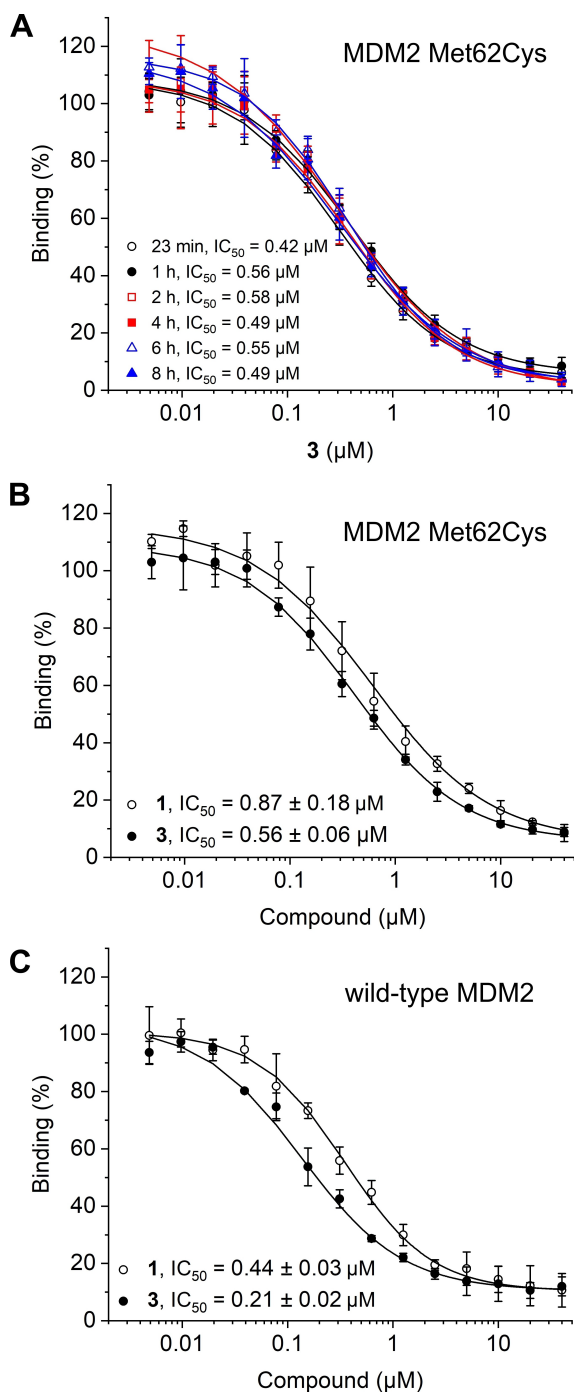 A
MDM2 Met62Cys
120
100
80
60
40
20
0
Binding (%)
23 min, IC50 = 0.42 µM
1 h, IC50 = 0.56 µM
2 h, IC50 = 0.58 µM
4 h, IC50 = 0.49 µM
6 h, IC50 = 0.55 µM
8 h, IC50 = 0.49 µM
0.01 0.1 1 10
3 (µM)
B
MDM2 Met62Cys
120
100
80
60
40
20
0
Binding (%)
1, IC50 = 0.87 ± 0.18 µM
3, IC50 = 0.56 ± 0.06 µM
0.01 0.1 1 10
Compound (µM)
C
wild-type MDM2
120
100
80
60
40
20
0
Binding (%)
1, IC50 = 0.44 ± 0.03 µM
3, IC50 = 0.21 ± 0.02 µM
0.01 0.1 1 10
Compound (µM)